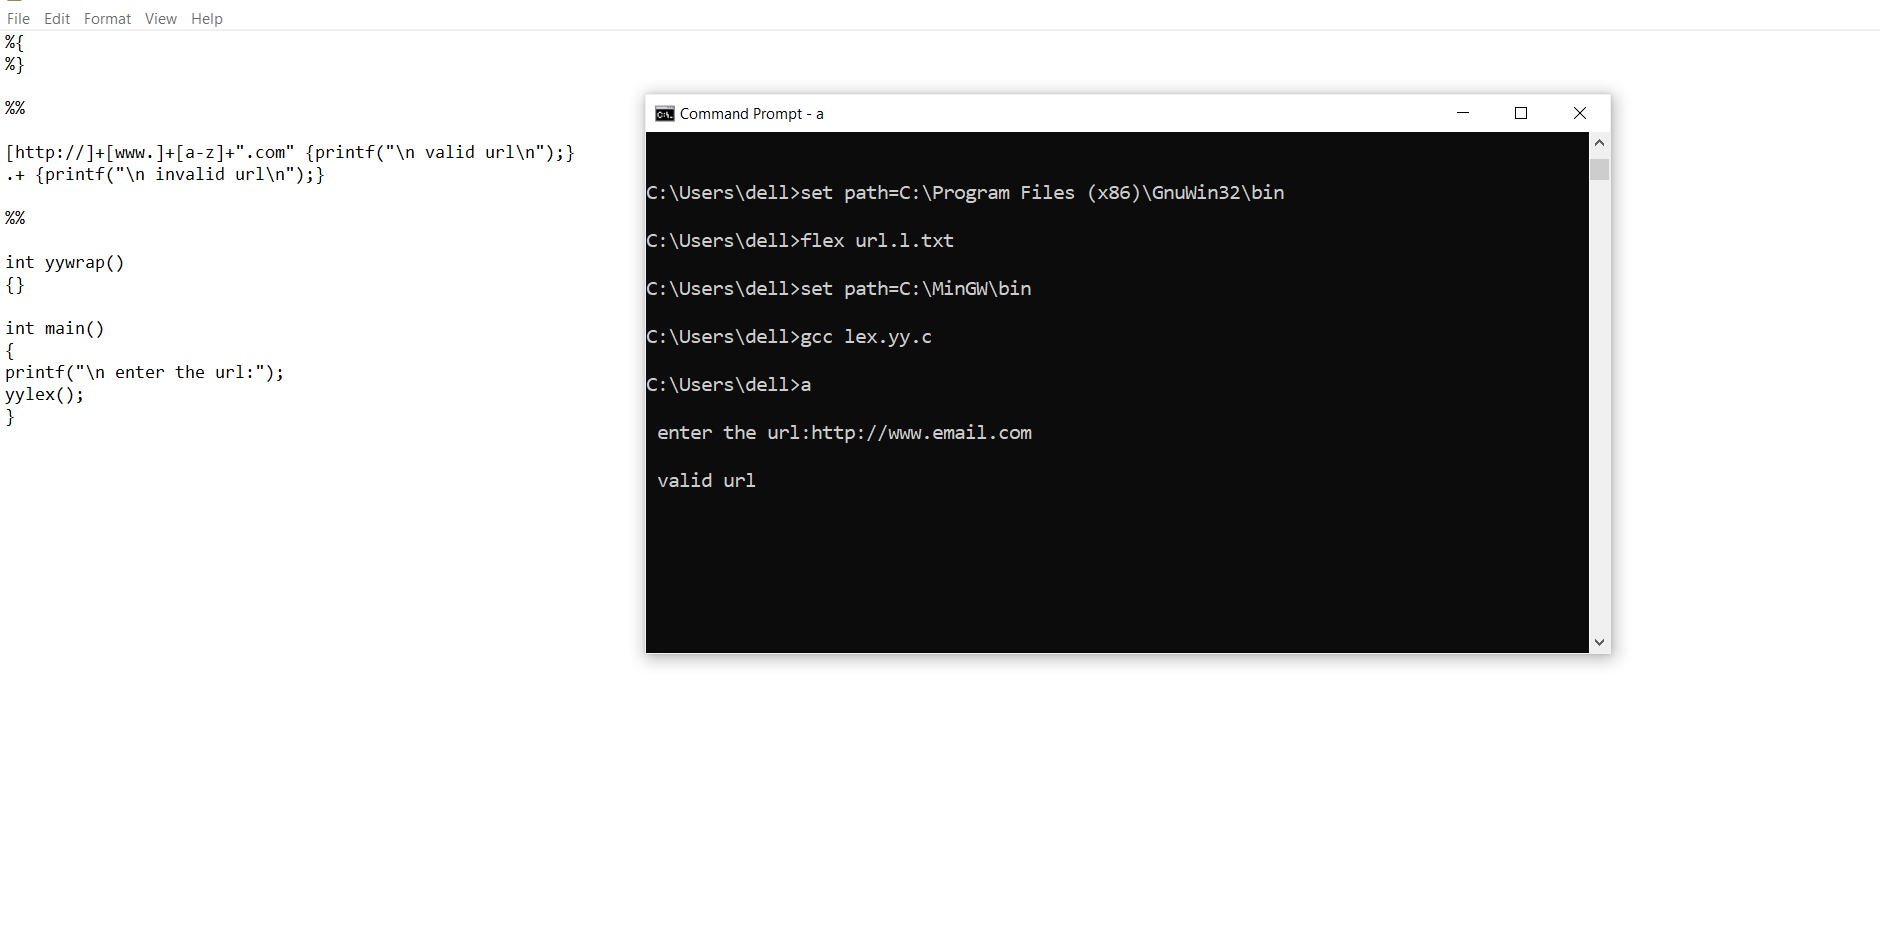 File Edit Format View Help
%{
%}
%%
[http://]+[www.]+[a-z]+".com" {printf("\n valid url\n");}
.+ {printf("\n invalid url\n");}
%%
int yywrap()
{}
int main()
{
printf("\n enter the url:");
yylex();
}
Command Prompt - a
C:\Users\dell>set path=C:\Program Files (x86)\GnuWin32\bin
C:\Users\dell>flex url.l.txt
C:\Users\dell>set path=C:\MinGW\bin
C:\Users\dell>gcc lex.yy.c
C:\Users\dell>a
enter the url:http://www.email.com
valid url